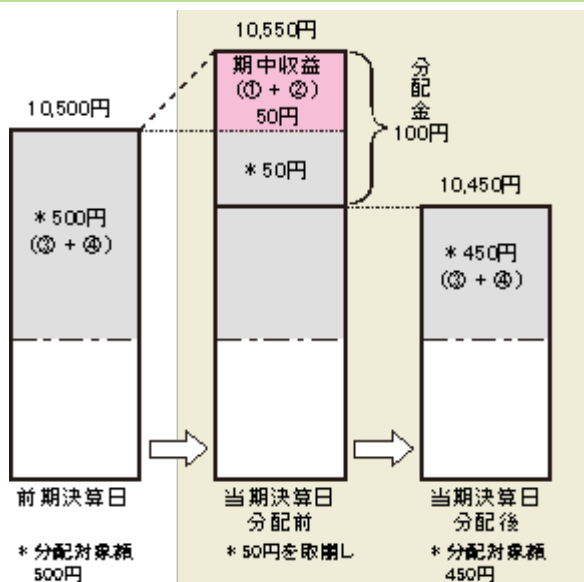 10,500円
*500円
(③+④)
前期決算日
*分配対象額
500円
10,550円
期中収益
(①+②)
50円
*50円
分配金
100円
当期決算日
分配前
*50円を取崩し
10,450円
*450円
(③+④)
当期決算日
分配後
*分配対象額
450円